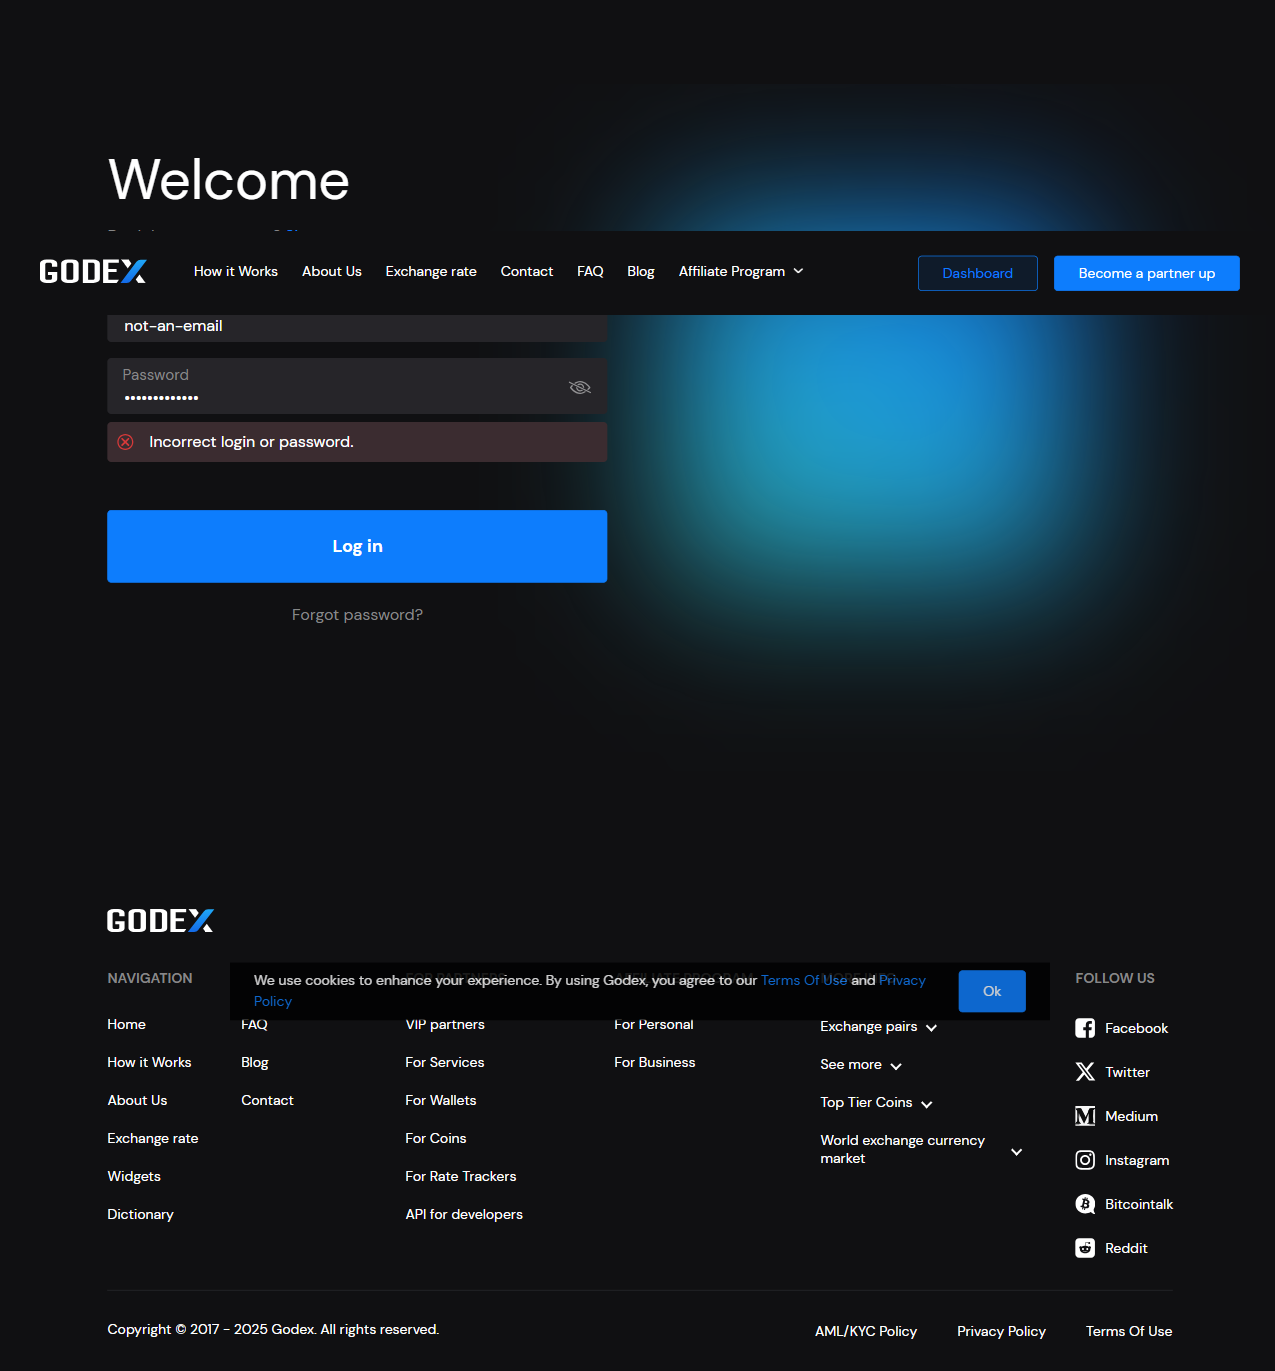 Welcome
GODEX
How it Works
About Us
Exchange rate
Contact
FAQ
Blog
Affiliate Program
Dashboard
Become a partner up
not-an-email
Password
•••••••••••••
Incorrect login or password.
Log in
Forgot password?
GODEX
NAVIGATION
Home
How it Works
About Us
Exchange rate
Widgets
Dictionary
FAQ
Blog
Contact
We use cookies to enhance your experience. By using Godex, you agree to our Terms Of Use and Privacy
Policy
Ok
VIP partners
For Services
For Wallets
For Coins
For Rate Trackers
API for developers
For Personal
For Business
Exchange pairs
See more
Top Tier Coins
World exchange currency
market
FOLLOW US
Facebook
Twitter
Medium
Instagram
Bitcointalk
Reddit
Copyright © 2017 - 2025 Godex. All rights reserved.
AML/KYC Policy
Privacy Policy
Terms Of Use